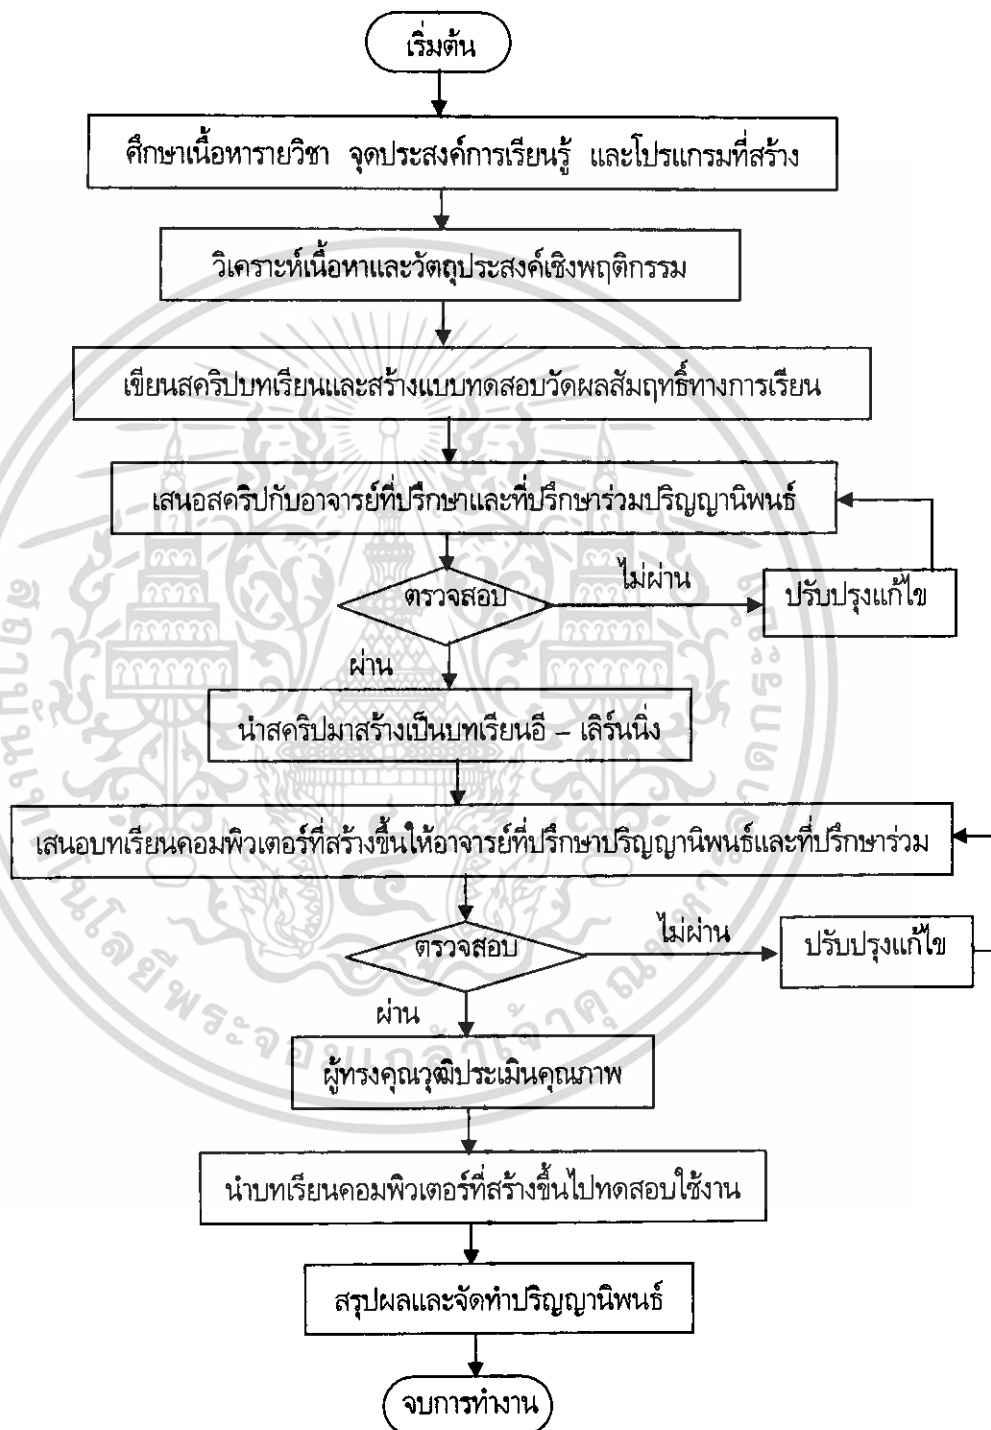 เริ่มต้น
ศึกษาเนื้อหารายวิชา จุดประสงค์การเรียนรู้ และโปรแกรมที่สร้าง
วิเคราะห์เนื้อหาและวัตถุประสงค์เชิงพฤติกรรม
เขียนสคริปบทเรียนและสร้างแบบทดสอบวัดผลสัมฤทธิ์ทางการเรียน
เสนอสคริปกับอาจารย์ที่ปรึกษาและที่ปรึกษาร่วมปริญญานิพนธ์
ตรวจสอบ
ไม่ผ่าน
ปรับปรุงแก้ไข
ผ่าน
นำสคริปมาสร้างเป็นบทเรียนอี – เลิร์นนิ่ง
เสนอบทเรียนคอมพิวเตอร์ที่สร้างขึ้นให้อาจารย์ที่ปรึกษาปริญญานิพนธ์และที่ปรึกษาร่วม
ตรวจสอบ
ไม่ผ่าน
ปรับปรุงแก้ไข
ผ่าน
ผู้ทรงคุณวุฒิประเมินคุณภาพ
นำบทเรียนคอมพิวเตอร์ที่สร้างขึ้นไปทดสอบใช้งาน
สรุปผลและจัดทำปริญญานิพนธ์
จบการทำงาน